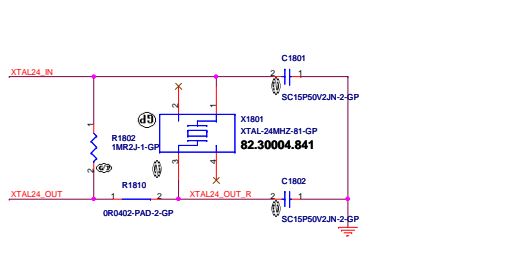 C1801
XTAL24_IN
2
1
SC15P50V2JN-2-GP
2
1
GP
X1801
XTAL-24MHZ-81-GP
82.30004.841
1
R1802
1MR2J-1-GP
2
3
4
R1810
C1802
XTAL24_OUT
1
2
XTAL24_OUT_R
2
1
0R0402-PAD-2-GP
SC15P50V2JN-2-GP